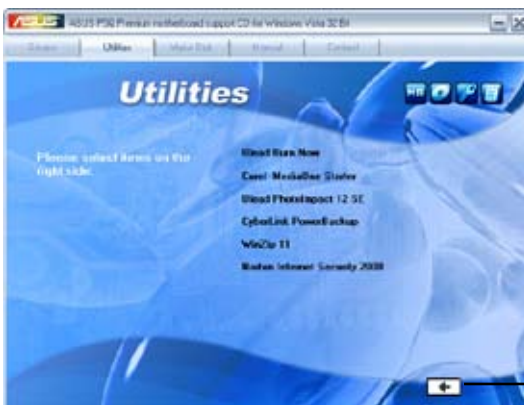 ASUS
ASUS P5Q Premium motherboard support CD for Windows Vista 32 Bit
Drivers Utilities Make Disk Manual Contact
Utilities
Please select items on the
right side.
Ulead Burn Now
Corel MediaOne Starter
Ulead PhotoImpact 12 SE
CyberLink PowerBackup
WinZip 11
Norton Internet Security 2008